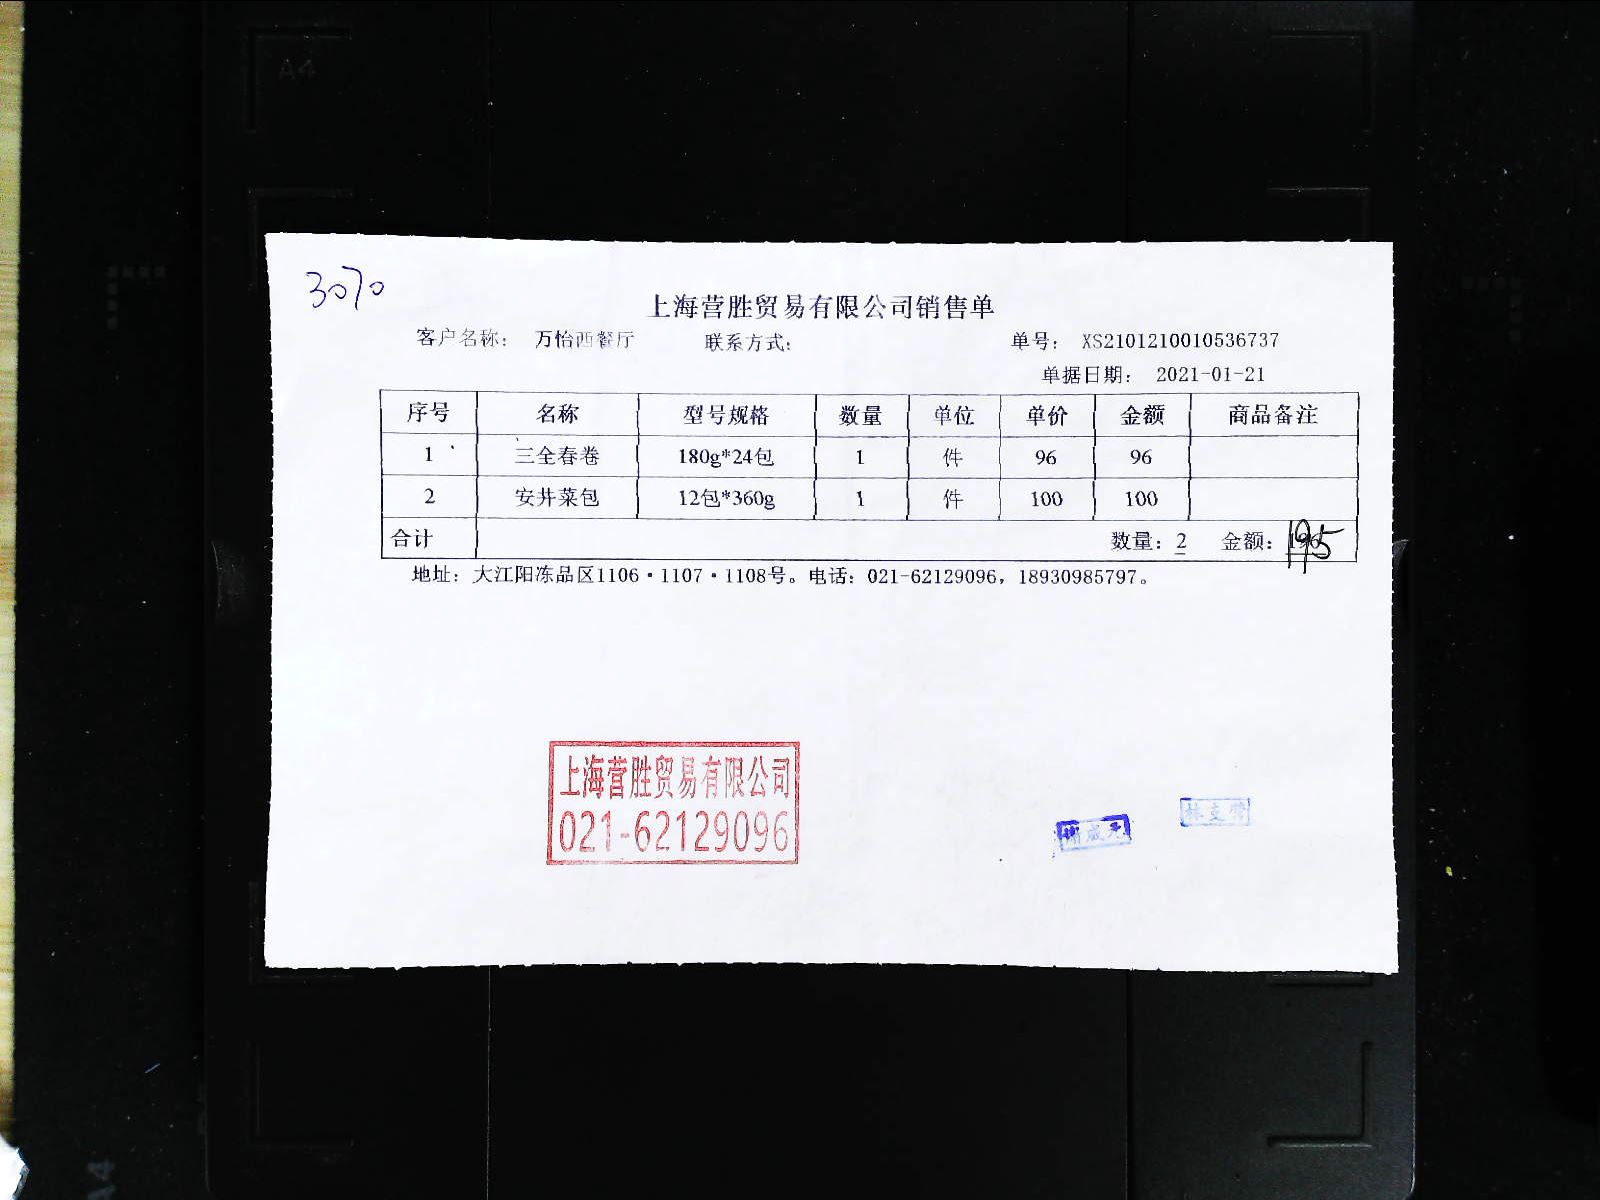 A4
3070
上海营胜贸易有限公司销售单
客户名称： 万怡西餐厅 联系方式： 单号： XS2101210010536737
单据日期： 2021-01-21
序号 名称 型号规格 数量 单位 单价 金额 商品备注
1 三全春卷 180g*24包 1 件 96 96
2 安井菜包 12包*360g 1 件 100 100
合计 数量：2 金额：195
地址：大江阳冻品区1106·1107·1108号。电话：021-62129096，18930985797。
上海营胜贸易有限公司
021-62129096
A4